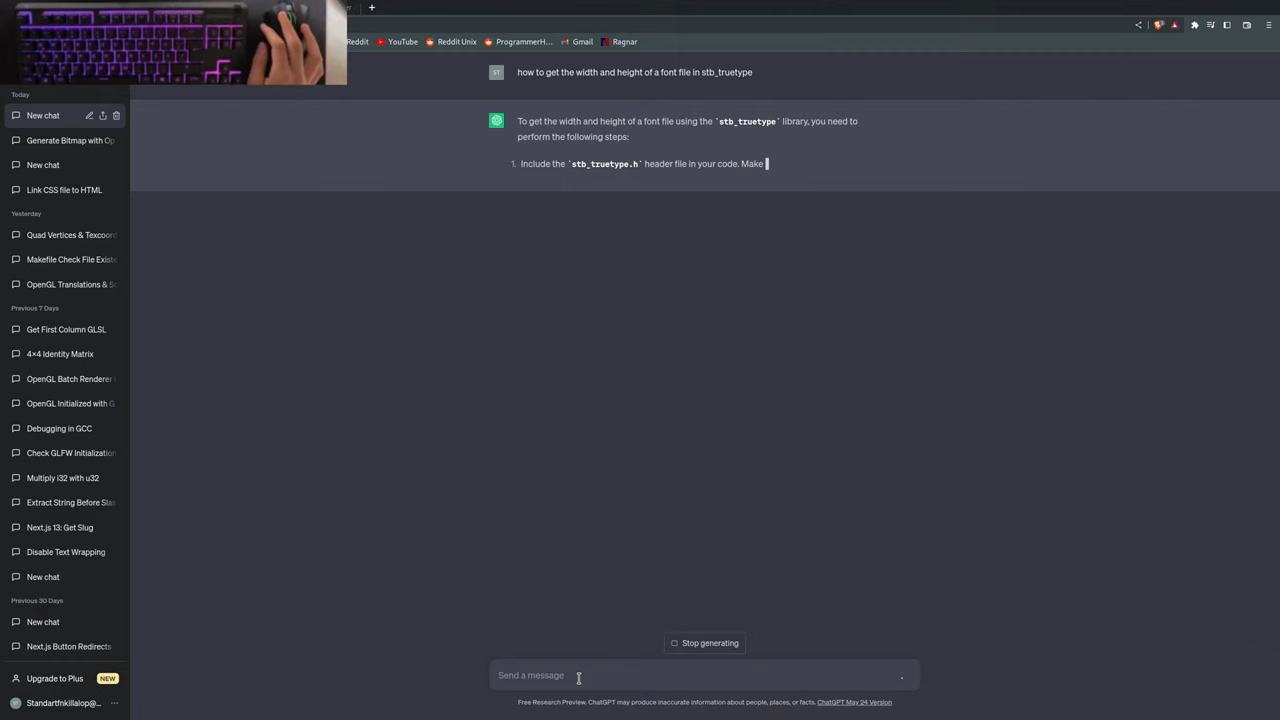 Reddit
YouTube
Reddit Unix
ProgrammerH...
Gmail
Ragnar
Today
New chat
Generate Bitmap with Op
New chat
Link CSS file to HTML
Yesterday
Quad Vertices & Texcoord
Makefile Check File Existe
OpenGL Translations & Sc
Previous 7 Days
Get First Column GLSL
4×4 Identity Matrix
OpenGL Batch Renderer
OpenGL Initialized with G
Debugging in GCC
Check GLFW Initialization
Multiply i32 with u32
Extract String Before Slas
Next.js 13: Get Slug
Disable Text Wrapping
New chat
Previous 30 Days
New chat
Next.js Button Redirects
Upgrade to Plus NEW
ST Standartfnkillalop@... ...
ST how to get the width and height of a font file in stb_truetype
To get the width and height of a font file using the `stb_truetype` library, you need to
perform the following steps:
1. Include the `stb_truetype.h` header file in your code. Make
Stop generating
Send a message
Free Research Preview. ChatGPT may produce inaccurate information about people, places, or facts. ChatGPT May 24 Version